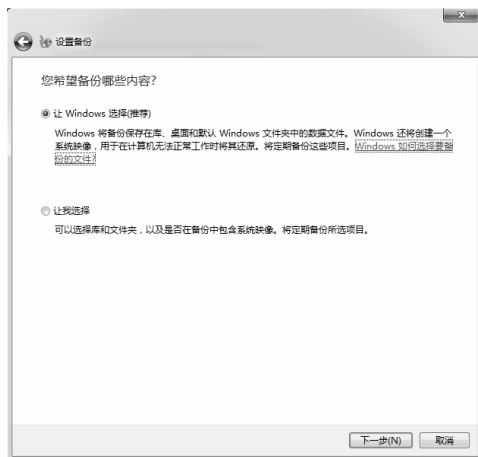 设置备份
您希望备份哪些内容?
让 Windows 选择(推荐)
Windows 将备份保存在库、桌面和默认 Windows 文件夹中的数据文件。Windows 还将创建一个
系统映像，用于在计算机无法正常工作时将其还原。将定期备份这些项目。Windows 如何选择要备
份的文件?
让我选择
可以选择库和文件夹，以及是否在备份中包含系统映像。将定期备份所选项目。
下一步(N)
取消